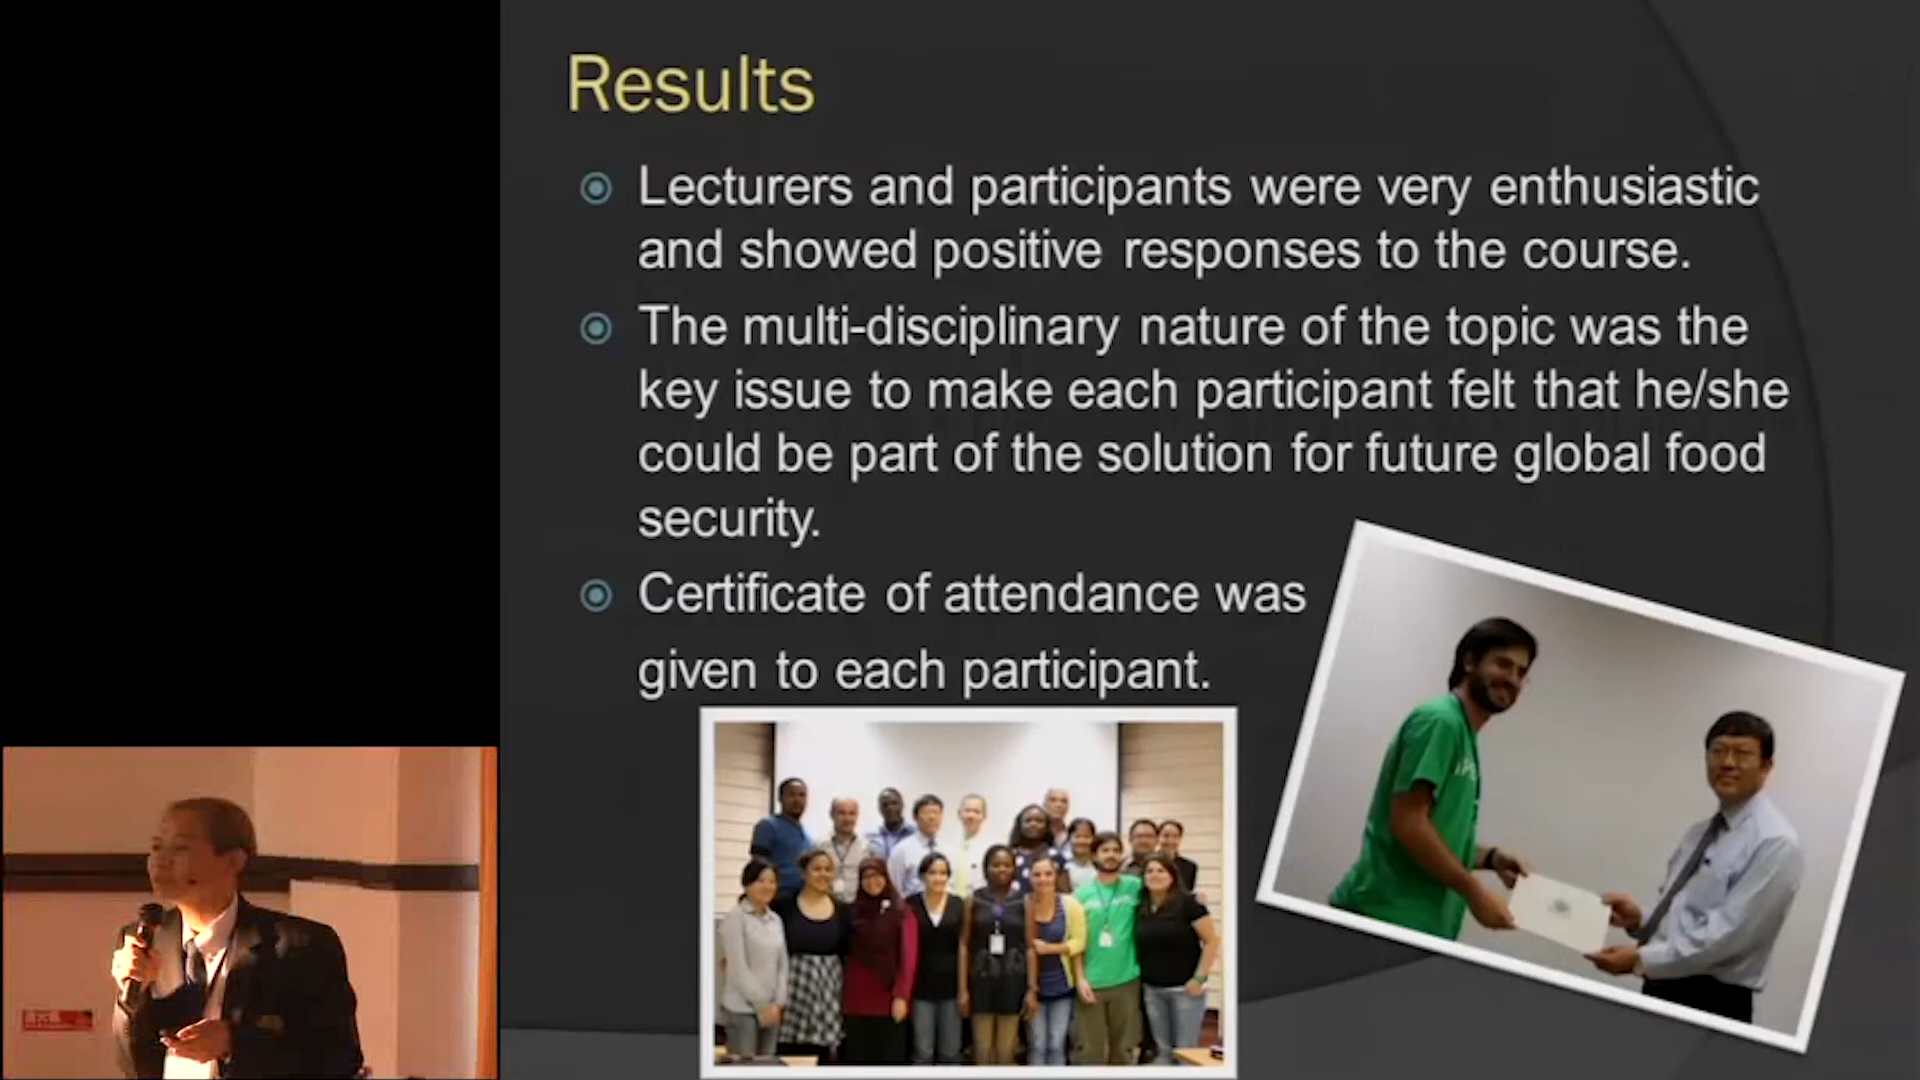 Results
Lecturers and participants were very enthusiastic
and showed positive responses to the course.
The multi-disciplinary nature of the topic was the
key issue to make each participant felt that he/she
could be part of the solution for future global food
security.
Certificate of attendance was
given to each participant.